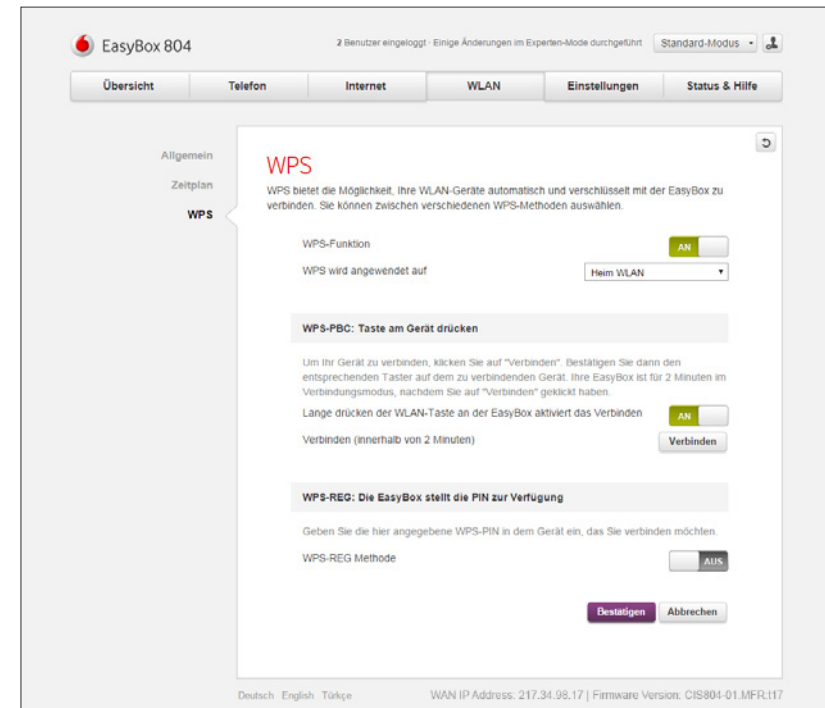 EasyBox 804
2 Benutzer eingeloggt · Einige Änderungen im Experten-Mode durchgeführt
Standard-Modus
Übersicht Telefon Internet WLAN Einstellungen Status & Hilfe
Allgemein
Zeitplan
WPS
WPS
WPS bietet die Möglichkeit, Ihre WLAN-Geräte automatisch und verschlüsselt mit der EasyBox zu
verbinden. Sie können zwischen verschiedenen WPS-Methoden auswählen.
WPS-Funktion AN
WPS wird angewendet auf Heim WLAN
WPS-PBC: Taste am Gerät drücken
Um Ihr Gerät zu verbinden, klicken Sie auf "Verbinden". Bestätigen Sie dann den
entsprechenden Taster auf dem zu verbindenden Gerät. Ihre EasyBox ist für 2 Minuten im
Verbindungsmodus, nachdem Sie auf "Verbinden" geklickt haben.
Lange drücken der WLAN-Taste an der EasyBox aktiviert das Verbinden AN
Verbinden (innerhalb von 2 Minuten) Verbinden
WPS-REG: Die EasyBox stellt die PIN zur Verfügung
Geben Sie die hier angegebene WPS-PIN in dem Gerät ein, das Sie verbinden möchten.
WPS-REG Methode AUS
Bestätigen Abbrechen
Deutsch English Türkçe WAN IP Address: 217.34.98.17 | Firmware Version: CIS804-01.MFR.t17